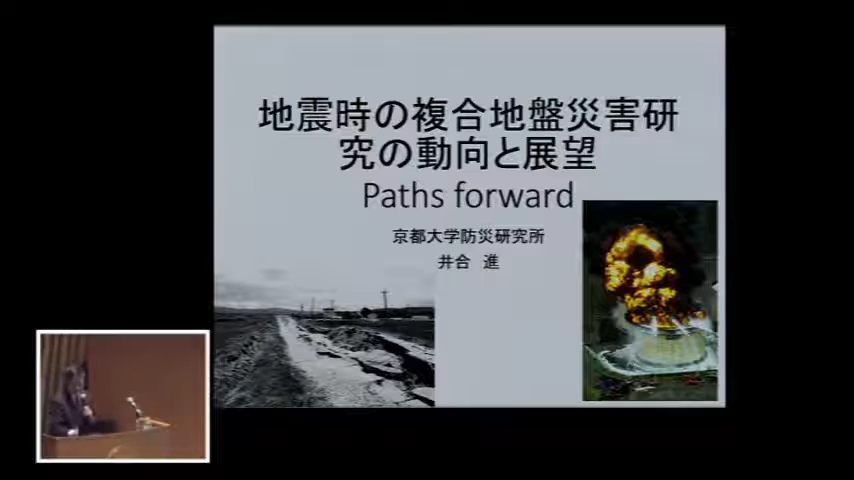 地震時の複合地盤災害研
究の動向と展望
Paths forward
京都大学防災研究所
井合　進